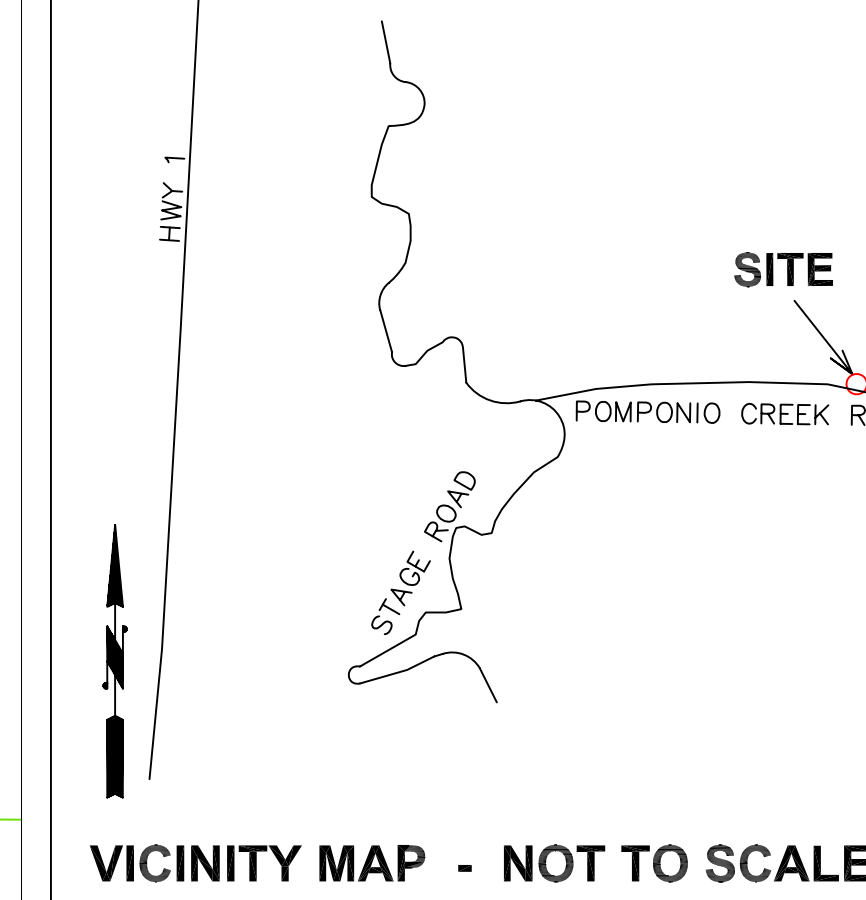 HWY 1
SITE
POMPONIO CREEK R
STAGE ROAD
N
VICINITY MAP - NOT TO SCALE